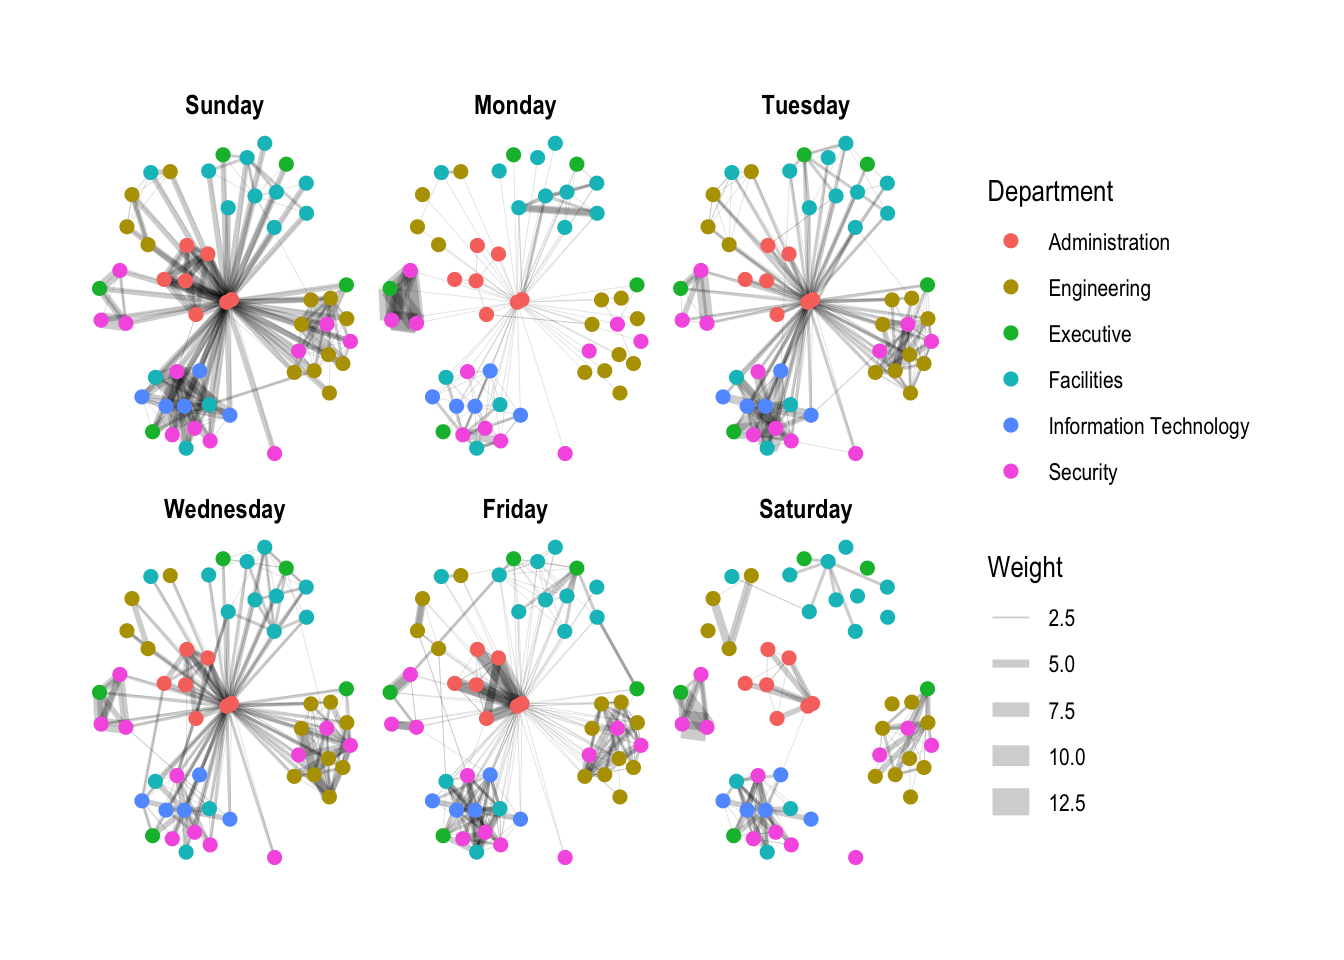 Sunday
Monday
Tuesday
Wednesday
Friday
Saturday
Department
Administration
Engineering
Executive
Facilities
Information Technology
Security
Weight
2.5
5.0
7.5
10.0
12.5